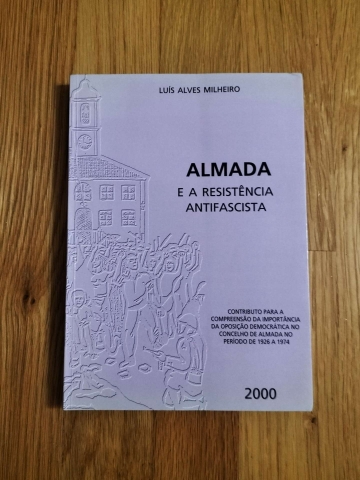 LUÍS ALVES MILHEIRO
ALMADA
E A RESISTÊNCIA
ANTIFASCISTA
CONTRIBUTO PARA A
COMPREENSÃO DA IMPORTÂNCIA
DA OPOSIÇÃO DEMOCRÁTICA NO
CONCELHO DE ALMADA NO
PERÍODO DE 1926 A 1974
2000